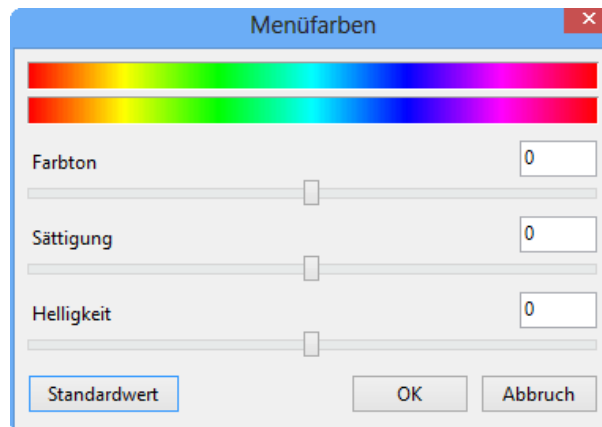 Menüfarben
Farbton 0
Sättigung 0
Helligkeit 0
Standardwert OK Abbruch